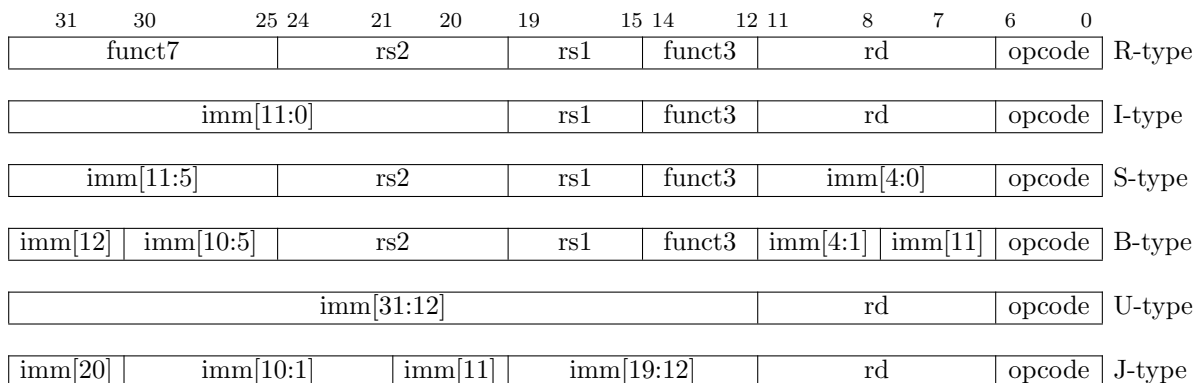 31 30 25 24 21 20 19 15 14 12 11 8 7 6 0
funct7 rs2 rs1 funct3 rd opcode R-type
imm[11:0] rs1 funct3 rd opcode I-type
imm[11:5] rs2 rs1 funct3 imm[4:0] opcode S-type
imm[12] imm[10:5] rs2 rs1 funct3 imm[4:1] imm[11] opcode B-type
imm[31:12] rd opcode U-type
imm[20] imm[10:1] imm[11] imm[19:12] rd opcode J-type